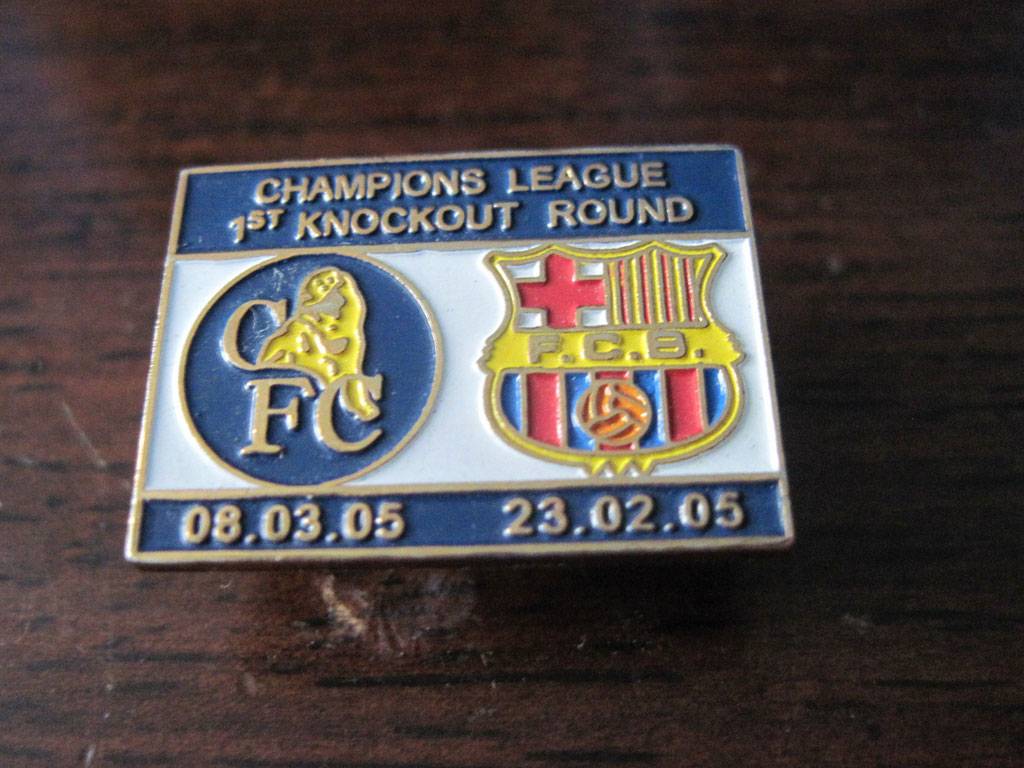 CHAMPIONS LEAGUE
1ST KNOCKOUT ROUND
CFC
F.C.B.
08.03.05 23.02.05